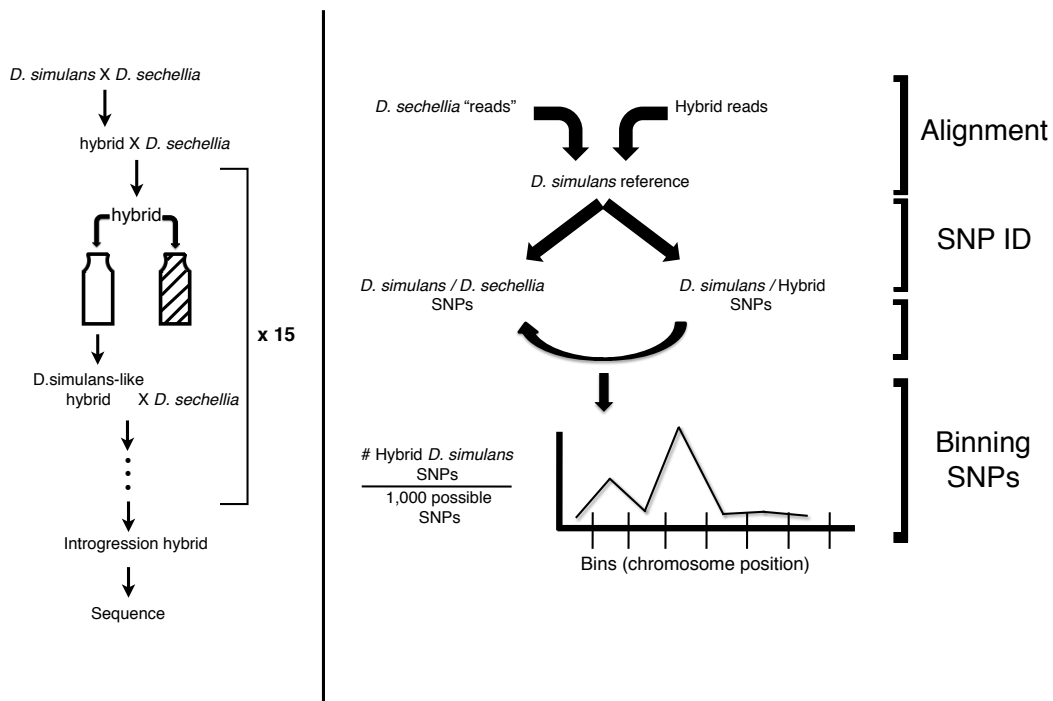 D. simulans X D. sechellia
hybrid X D. sechellia
hybrid
x 15
D.simulans-like
hybrid
X D. sechellia
Introgression hybrid
Sequence
D. sechellia “reads”
Hybrid reads
D. simulans reference
D. simulans / D. sechellia
SNPs
D. simulans / Hybrid
SNPs
# Hybrid D. simulans
SNPs
1,000 possible
SNPs
Bins (chromosome position)
Alignment
SNP ID
Binning
SNPs